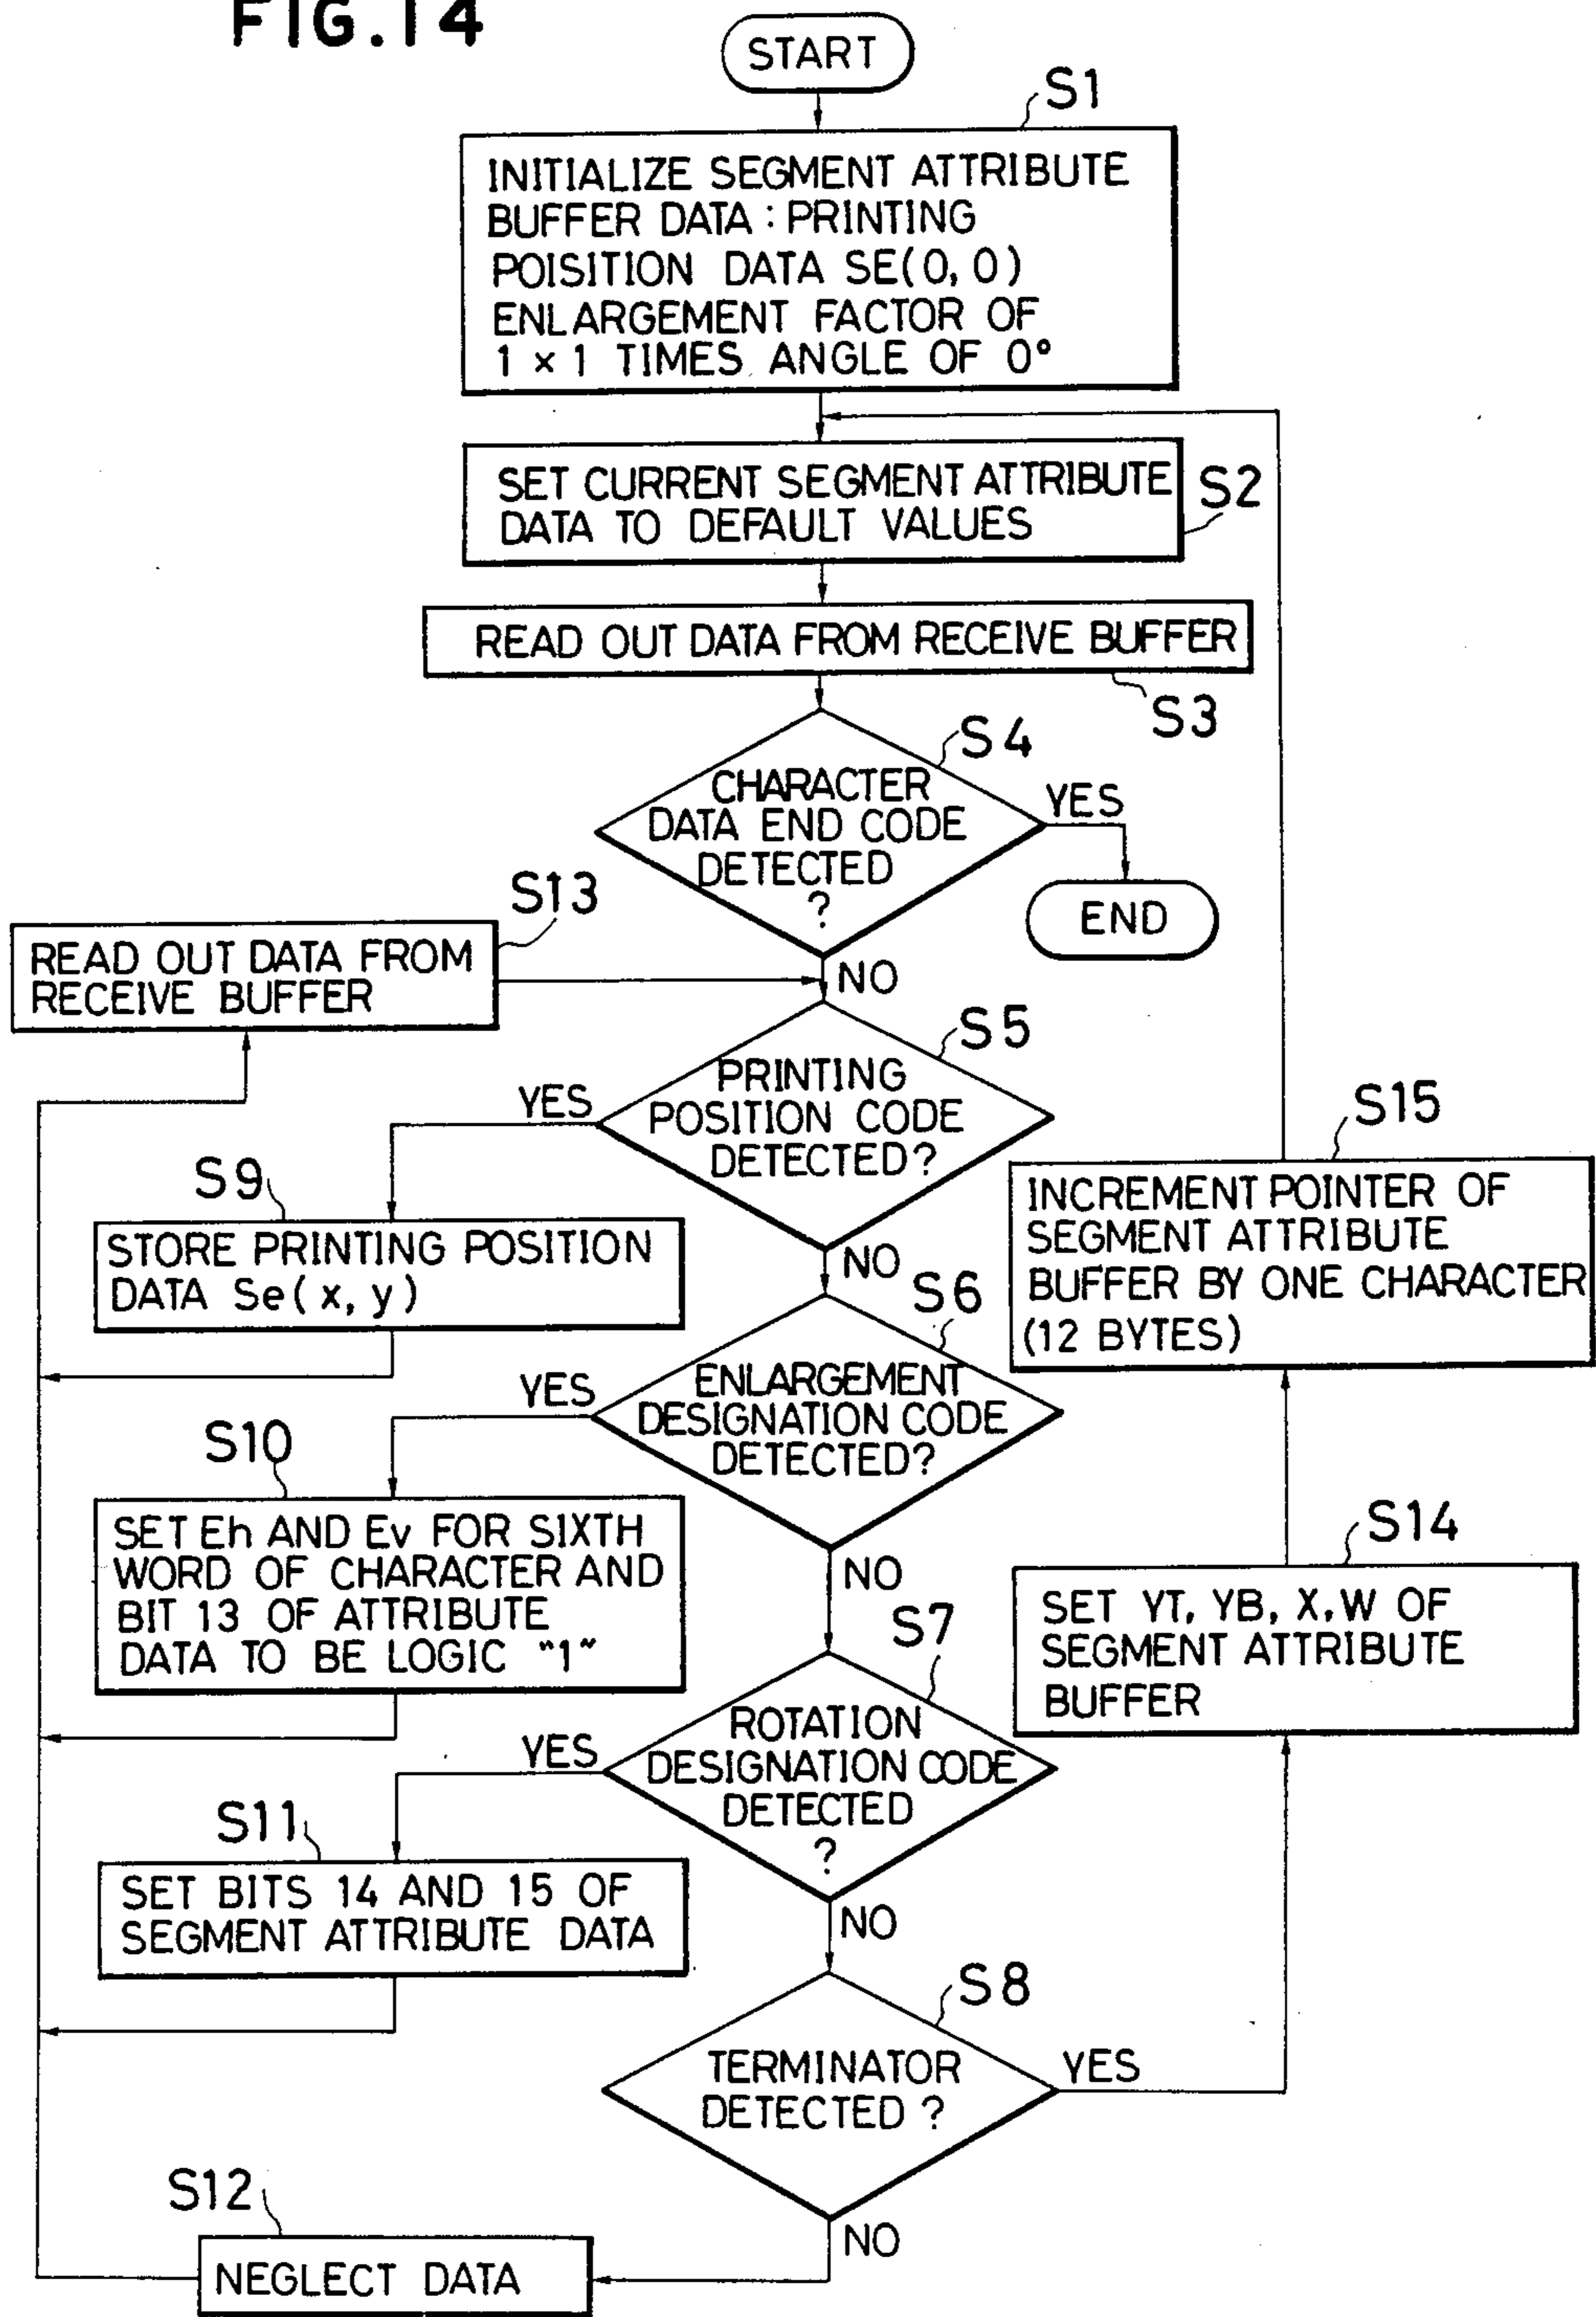 FIG.14
START
S1
INITIALIZE SEGMENT ATTRIBUTE
BUFFER DATA : PRINTING
POISITION DATA SE(0,0)
ENLARGEMENT FACTOR OF
1 × 1 TIMES ANGLE OF 0°
SET CURRENT SEGMENT ATTRIBUTE
DATA TO DEFAULT VALUES
S2
READ OUT DATA FROM RECEIVE BUFFER
S3
S4
CHARACTER
DATA END CODE
DETECTED
?
YES
END
NO
S13
READ OUT DATA FROM
RECEIVE BUFFER
S5
PRINTING
POSITION CODE
DETECTED?
YES
NO
S9
STORE PRINTING POSITION
DATA Se(x,y)
S6
ENLARGEMENT
DESIGNATION CODE
DETECTED?
YES
NO
S10
SET Eh AND Ev FOR SIXTH
WORD OF CHARACTER AND
BIT 13 OF ATTRIBUTE
DATA TO BE LOGIC "1"
S7
ROTATION
DESIGNATION CODE
DETECTED
?
YES
NO
S11
SET BITS 14 AND 15 OF
SEGMENT ATTRIBUTE DATA
S8
TERMINATOR
DETECTED ?
YES
NO
S12
NEGLECT DATA
S14
SET YT, YB, X,W OF
SEGMENT ATTRIBUTE
BUFFER
S15
INCREMENT POINTER OF
SEGMENT ATTRIBUTE
BUFFER BY ONE CHARACTER
(12 BYTES)